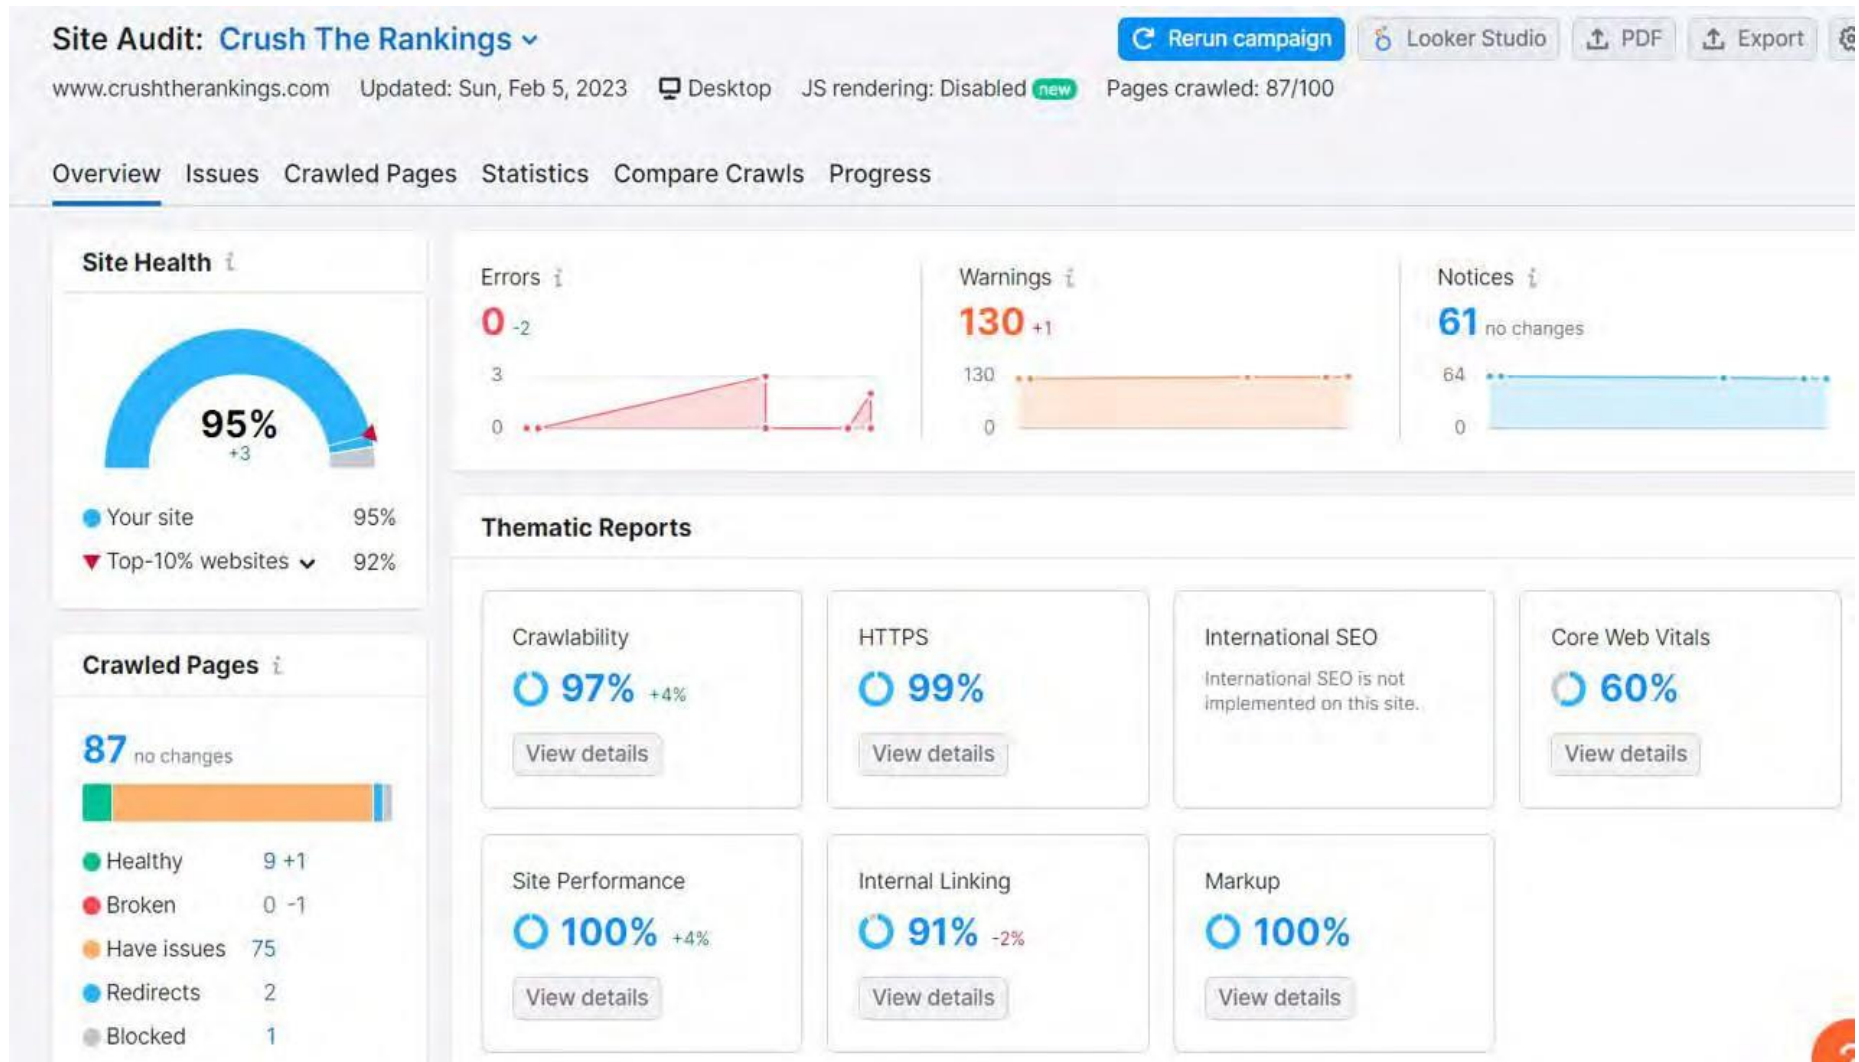 Site Audit: Crush The Rankings
Rerun campaign
Looker Studio
PDF
Export
www.crushtherankings.com Updated: Sun, Feb 5, 2023 Desktop JS rendering: Disabled new Pages crawled: 87/100
Overview Issues Crawled Pages Statistics Compare Crawls Progress
Site Health i
95%
+3
Your site 95%
Top-10% websites 92%
Errors i
0 -2
3
0
Warnings i
130 +1
130
0
Notices i
61 no changes
64
0
Crawled Pages i
87 no changes
Healthy 9 +1
Broken 0 -1
Have issues 75
Redirects 2
Blocked 1
Thematic Reports
Crawlability
97% +4%
View details
HTTPS
99%
View details
International SEO
International SEO is not
implemented on this site.
Core Web Vitals
60%
View details
Site Performance
100% +4%
View details
Internal Linking
91% -2%
View details
Markup
100%
View details